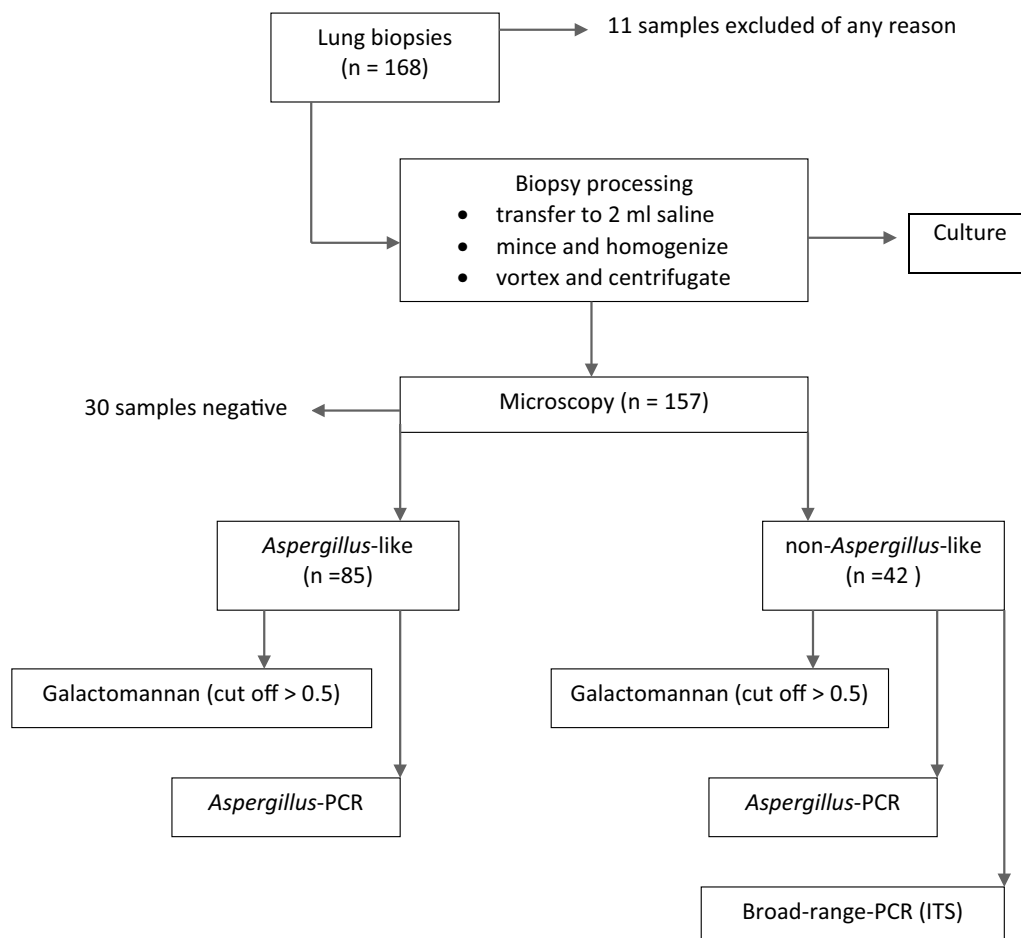 Lung biopsies
(n = 168)
11 samples excluded of any reason
Biopsy processing
• transfer to 2 ml saline
• mince and homogenize
• vortex and centrifugate
Culture
30 samples negative
Microscopy (n = 157)
Aspergillus-like
(n =85)
non-Aspergillus-like
(n =42 )
Galactomannan (cut off > 0.5)
Galactomannan (cut off > 0.5)
Aspergillus-PCR
Aspergillus-PCR
Broad-range-PCR (ITS)